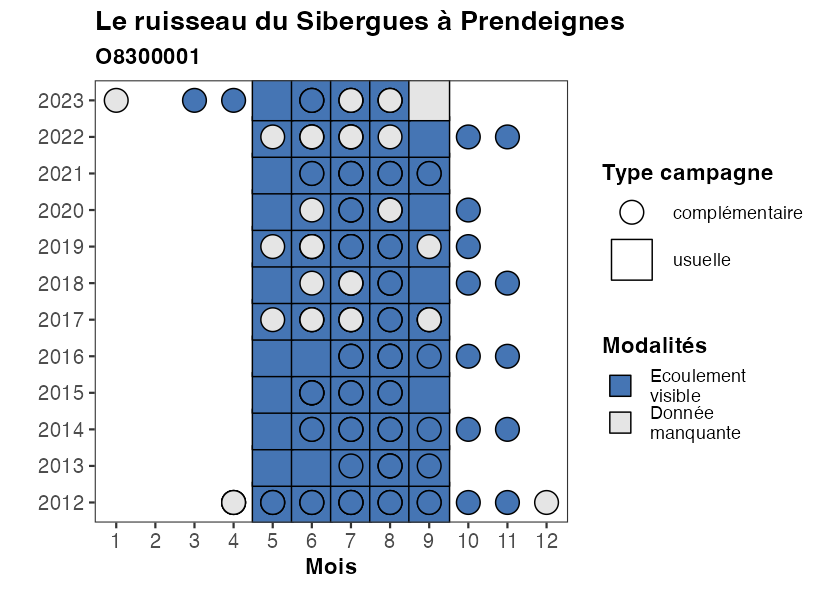 Le ruisseau du Sibergues à Prendeignes
O8300001
2023
2022
2021
2020
2019
2018
2017
2016
2015
2014
2013
2012
1 2 3 4 5 6 7 8 9 10 11 12
Mois
Type campagne
complémentaire
usuelle
Modalités
Ecoulement
visible
Donnée
manquante